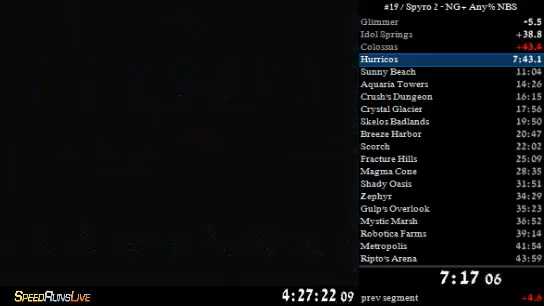 #19 / Spyro 2 - NG+ Any% NBS
Glimmer -5.5
Idol Springs +38.8
Colossus +43.4
Hurricos 7:43.1
Sunny Beach 11:04
Aquaria Towers 14:26
Crush's Dungeon 16:15
Crystal Glacier 17:56
Skelos Badlands 19:50
Breeze Harbor 20:47
Scorch 22:02
Fracture Hills 25:09
Magma Cone 28:35
Shady Oasis 31:51
Zephyr 34:29
Gulp's Overlook 35:23
Mystic Marsh 36:52
Robotica Farms 39:14
Metropolis 41:54
Ripto's Arena 43:59
7:17 06
SpeedRunsLive 4:27:22 09
prev segment +4.6